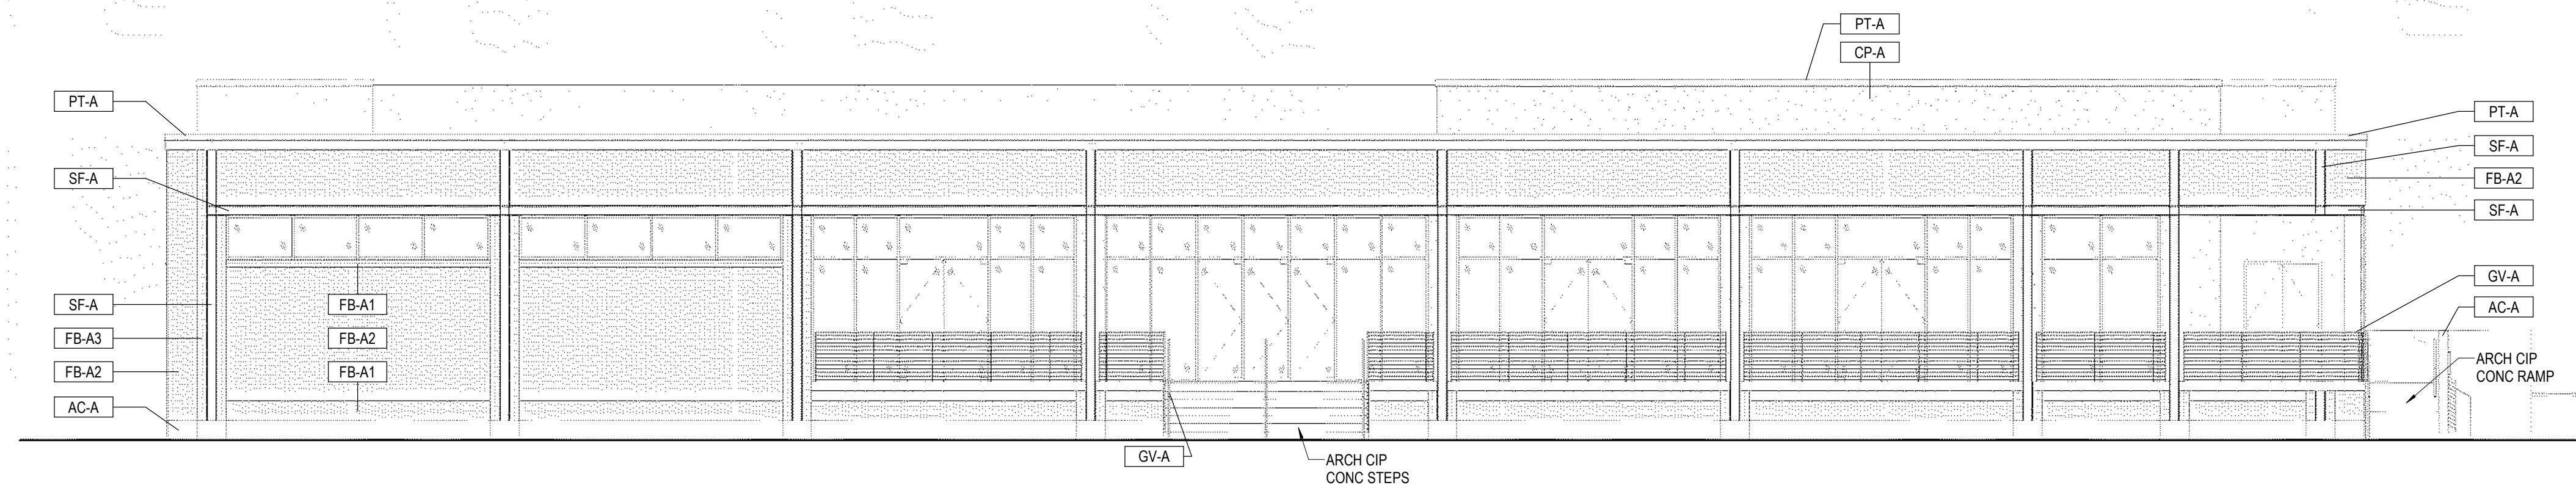 PT-A
CP-A
PT-A
PT-A
SF-A
SF-A
FB-A2
SF-A
GV-A
SF-A
FB-A1
AC-A
FB-A3
FB-A2
ARCH CIP
CONC RAMP
FB-A2
FB-A1
AC-A
GV-A
ARCH CIP
CONC STEPS